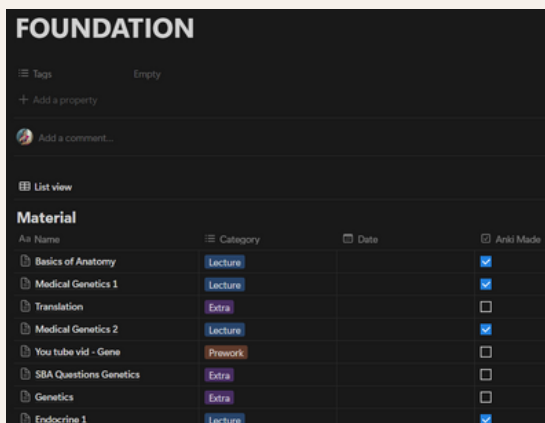 FOUNDATION
Tags Empty
+ Add a property
Add a comment...
List view
Material
Aa Name Category Date Anki Made
Basics of Anatomy Lecture
Medical Genetics 1 Lecture
Translation Extra
Medical Genetics 2 Lecture
You tube vid - Gene Prework
SBA Questions Genetics Extra
Genetics Extra
Endocrine 1 Lecture